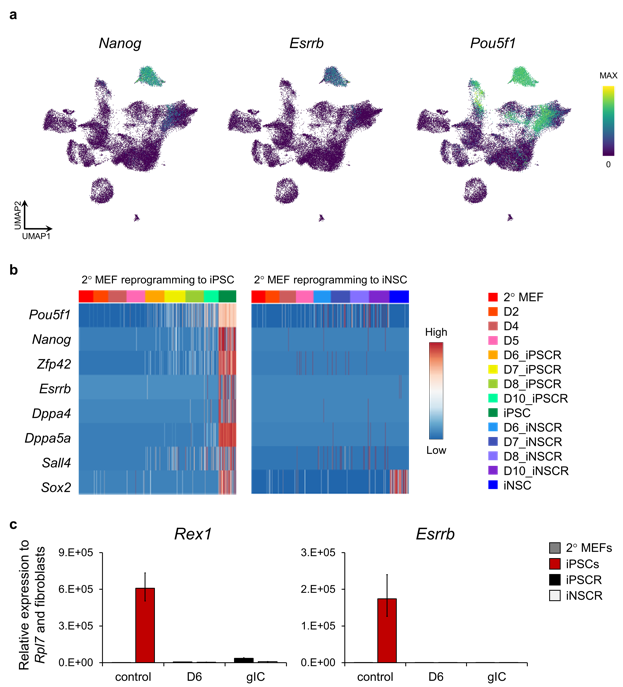 a
Nanog Esrrb Pou5f1
MAX
0
UMAP2
UMAP1
b
2° MEF reprogramming to iPSC 2° MEF reprogramming to iNSC
Pou5f1
Nanog
Zfp42
Esrrb
Dppa4
Dppa5a
Sall4
Sox2
High
Low
2° MEF
D2
D4
D5
D6_iPSCR
D7_iPSCR
D8_iPSCR
D10_iPSCR
iPSC
D6_iNSCR
D7_iNSCR
D8_iNSCR
D10_iNSCR
iNSC
c
Rex1 Esrrb
Relative expression to
Rpl7 and fibroblasts
9.E+05
6.E+05
3.E+05
0.E+00
control D6 gIC
3.E+05
2.E+05
1.E+05
0.E+00
control D6 gIC
2° MEFs
iPSCs
iPSCR
iNSCR